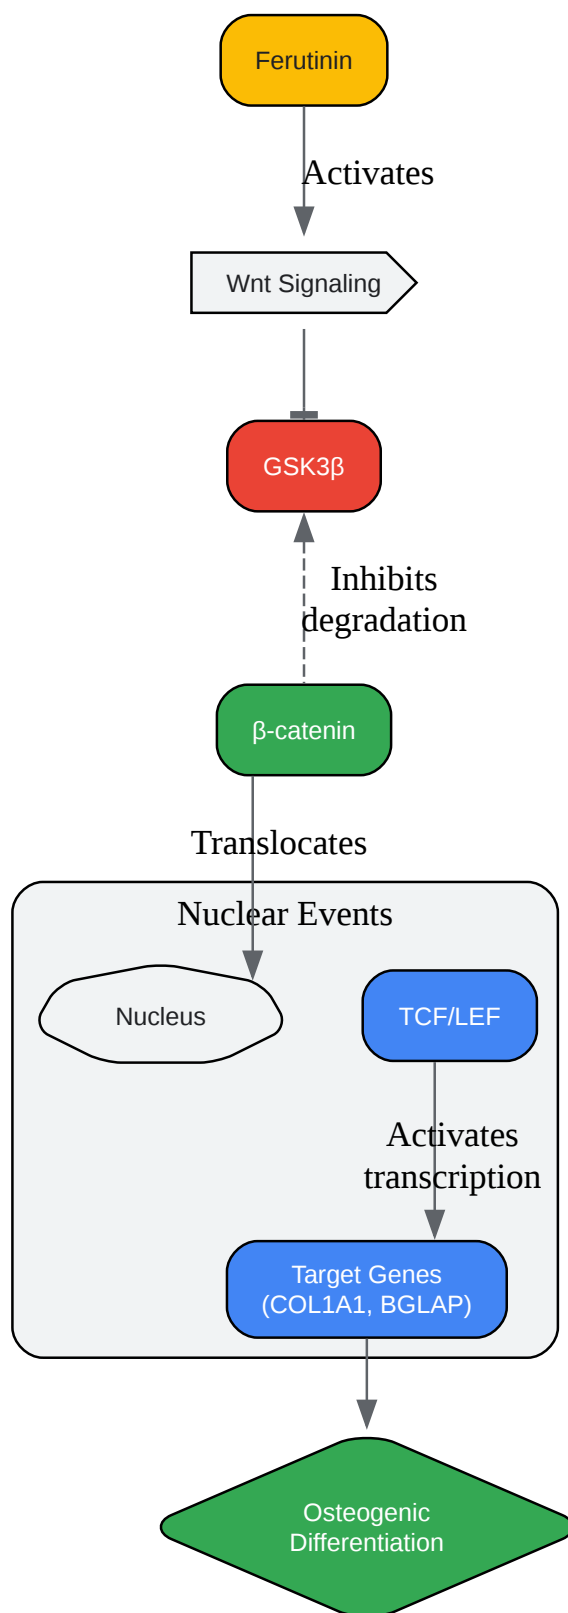 Ferutinin
Activates
Wnt Signaling
GSK3β
Inhibits
degradation
β-catenin
Translocates
Nuclear Events
Nucleus
TCF/LEF
Activates
transcription
Target Genes
(COL1A1, BGLAP)
Osteogenic
Differentiation